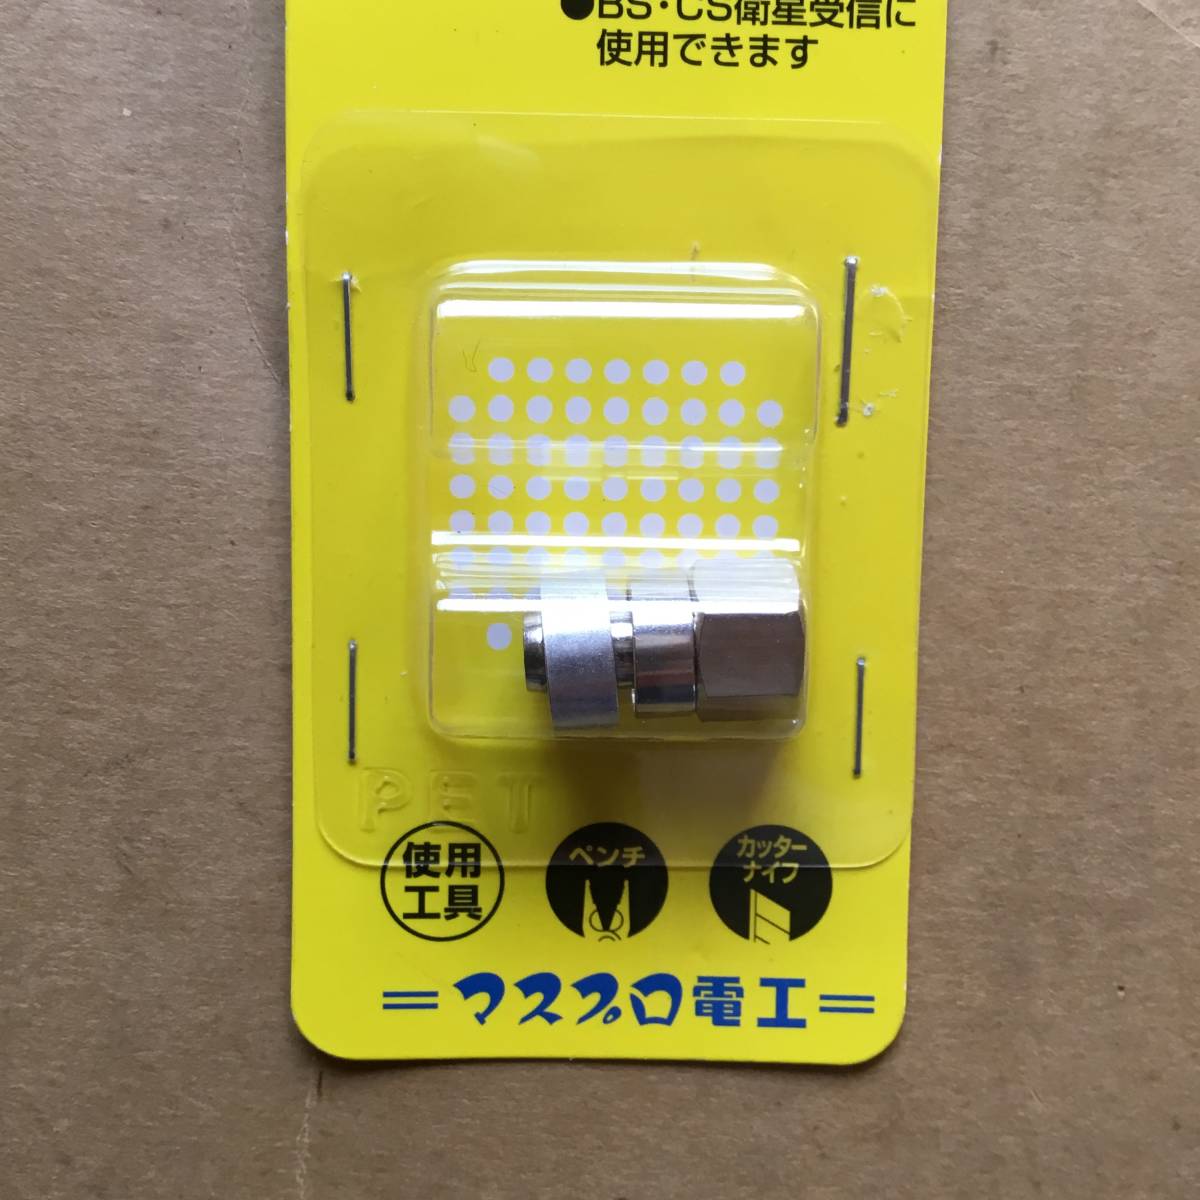 ●BS・CS衛星受信に
使用できます
PET
使用
工具
ペンチ
カッター
ナイフ
=マスプロ電工=